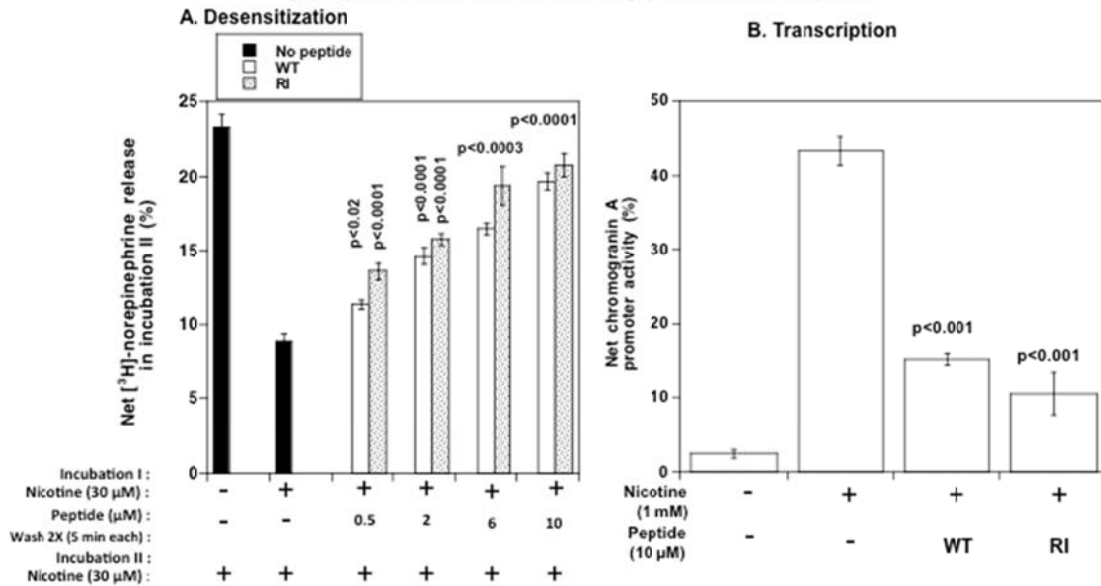 A. Desensitization
No peptide
WT
RI
Net [³H]-norepinephrine release
in incubation II (%)
25
20
15
10
5
0
p<0.02
p<0.0001
p<0.0001
p<0.0001
p<0.0003
p<0.0001
Incubation I :
Nicotine (30 µM) : - + + + + +
Peptide (µM) : - - 0.5 2 6 10
Wash 2X (5 min each) :
Incubation II :
Nicotine (30 µM) : + + + + + +
B. Transcription
Net chromogranin A
promoter activity (%)
50
40
30
20
10
0
p<0.001
p<0.001
Nicotine - + + +
(1 mM)
Peptide - - WT RI
(10 µM)